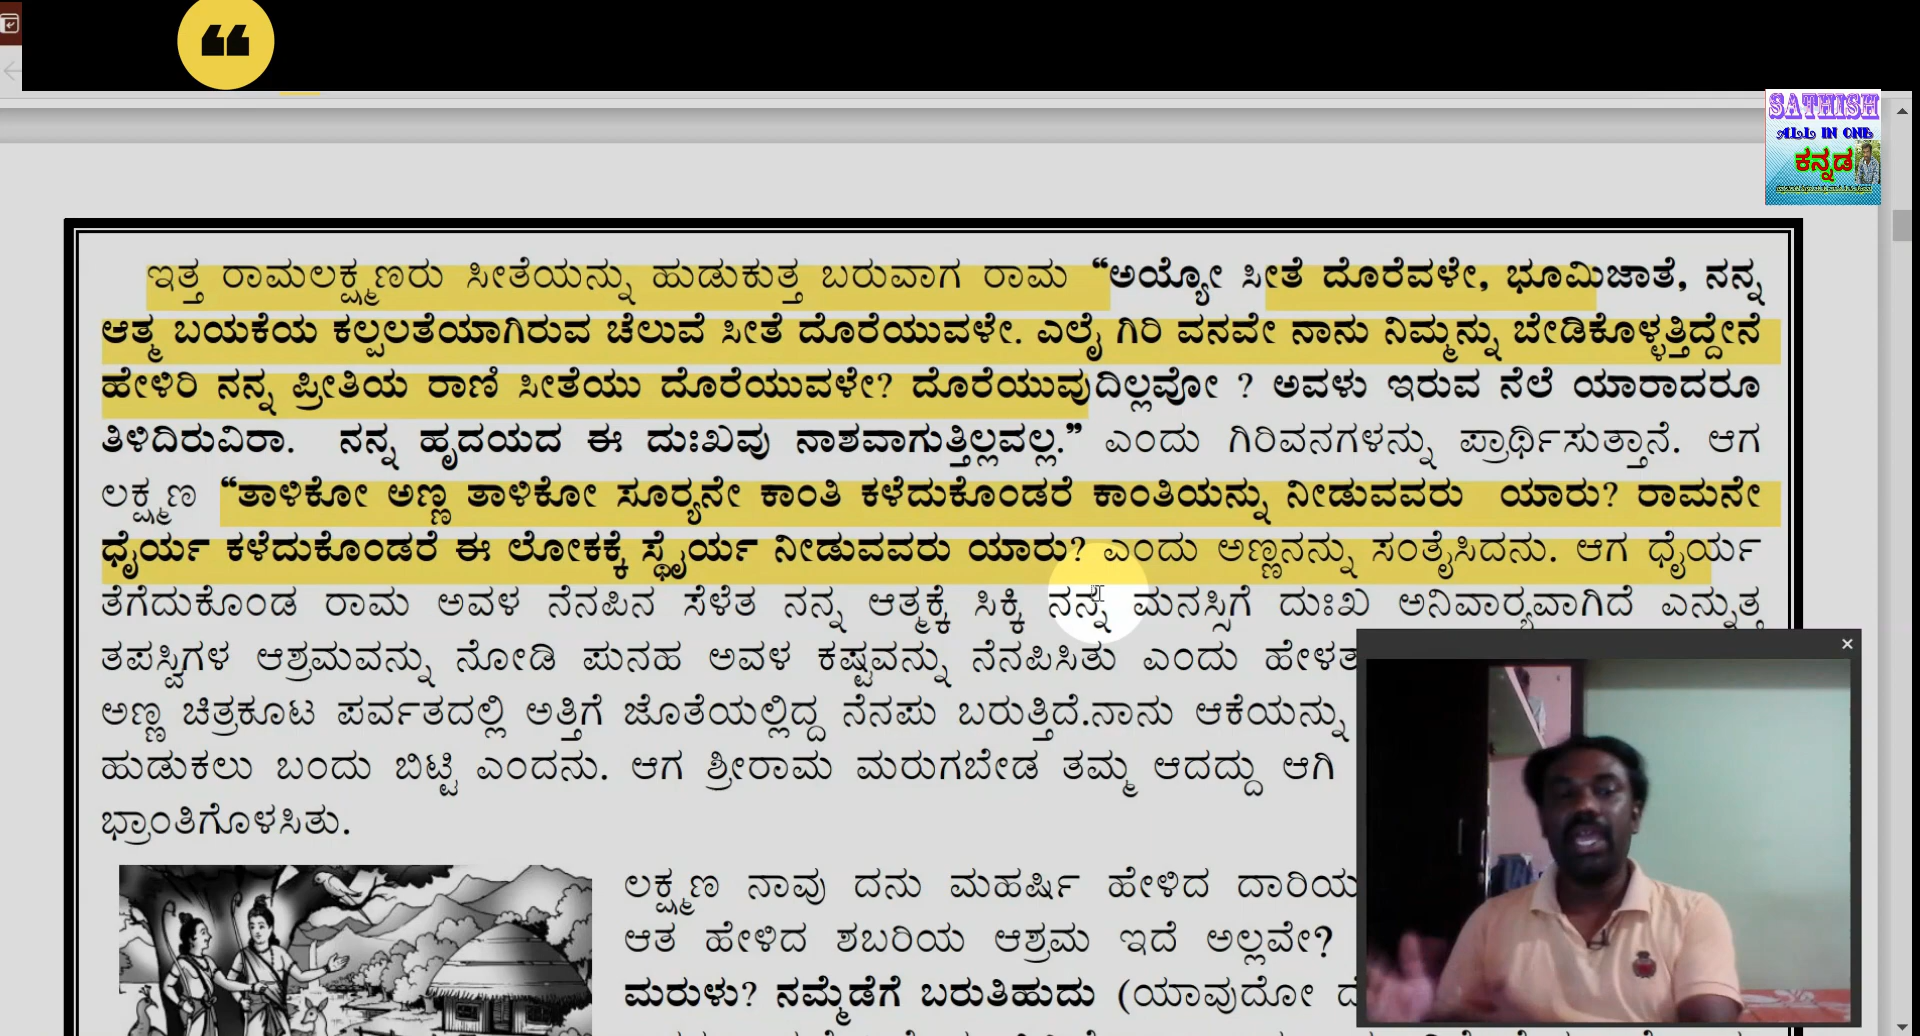 ❝
SATHISH
ALL IN ONE
ಕನ್ನಡ
ಇತ್ತ ರಾಮಲಕ್ಷ್ಮಣರು ಸೀತೆಯನ್ನು ಹುಡುಕುತ್ತ ಬರುವಾಗ ರಾಮ “ಅಯ್ಯೋ ಸೀತೆ ದೊರೆವಳೇ, ಭೂಮಿಜಾತೆ, ನನ್ನ
ಆತ್ಮ ಬಯಕೆಯ ಕಲ್ಪಲತೆಯಾಗಿರುವ ಚೆಲುವೆ ಸೀತೆ ದೊರೆಯುವಳೇ. ಎಲೈ ಗಿರಿ ವನವೇ ನಾನು ನಿಮ್ಮನ್ನು ಬೇಡಿಕೊಳ್ಳತ್ತಿದ್ದೇನೆ
ಹೇಳಿರಿ ನನ್ನ ಪ್ರೀತಿಯ ರಾಣಿ ಸೀತೆಯು ದೊರೆಯುವಳೇ? ದೊರೆಯುವುದಿಲ್ಲವೋ ? ಅವಳು ಇರುವ ನೆಲೆ ಯಾರಾದರೂ
ತಿಳಿದಿರುವಿರಾ. ನನ್ನ ಹೃದಯದ ಈ ದುಃಖವು ನಾಶವಾಗುತ್ತಿಲ್ಲವಲ್ಲ.” ಎಂದು ಗಿರಿವನಗಳನ್ನು ಪ್ರಾರ್ಥಿಸುತ್ತಾನೆ. ಆಗ
ಲಕ್ಷ್ಮಣ “ತಾಳಿಕೋ ಅಣ್ಣ ತಾಳಿಕೋ ಸೂರ‍್ಯನೇ ಕಾಂತಿ ಕಳೆದುಕೊಂಡರೆ ಕಾಂತಿಯನ್ನು ನೀಡುವವರು ಯಾರು? ರಾಮನೇ
ಧೈರ್ಯ ಕಳೆದುಕೊಂಡರೆ ಈ ಲೋಕಕ್ಕೆ ಸ್ಥೈರ್ಯ ನೀಡುವವರು ಯಾರು? ಎಂದು ಅಣ್ಣನನ್ನು ಸಂತೈಸಿದನು. ಆಗ ಧೈರ್ಯ
ತೆಗೆದುಕೊಂಡ ರಾಮ ಅವಳ ನೆನಪಿನ ಸೆಳೆತ ನನ್ನ ಆತ್ಮಕ್ಕೆ ಸಿಕ್ಕಿ ನನ್ನ ಮನಸ್ಸಿಗೆ ದುಃಖ ಅನಿವಾರ‍್ಯವಾಗಿದೆ ಎನ್ನುತ್ತ
ತಪಸ್ವಿಗಳ ಆಶ್ರಮವನ್ನು ನೋಡಿ ಪುನಹ ಅವಳ ಕಷ್ಟವನ್ನು ನೆನಪಿಸಿತು ಎಂದು
ಅಣ್ಣ ಚಿತ್ರಕೂಟ ಪರ್ವತದಲ್ಲಿ ಅತ್ತಿಗೆ ಜೊತೆಯಲ್ಲಿದ್ದ ನೆನಪು ಬರುತ್ತಿದೆ.ನಾನು ಆಕೆಯನ್ನು
ಹುಡುಕಲು ಬಂದು ಬಿಟ್ಟಿ ಎಂದನು. ಆಗ ಶ್ರೀರಾಮ ಮರುಗಬೇಡ ತಮ್ಮ ಆದದ್ದು ಆಗಿ
ಭ್ರಾಂತಿಗೊಳಸಿತು.
ಲಕ್ಷ್ಮಣ ನಾವು ದನು ಮಹರ್ಷಿ ಹೇಳಿದ ದಾರಿಯ
ಆತ ಹೇಳಿದ ಶಬರಿಯ ಆಶ್ರಮ ಇದೆ ಅಲ್ಲವೇ?
ಮರುಳು? ನಮ್ಮೆಡೆಗೆ ಬರುತಿಹುದು (ಯಾವುದೋ